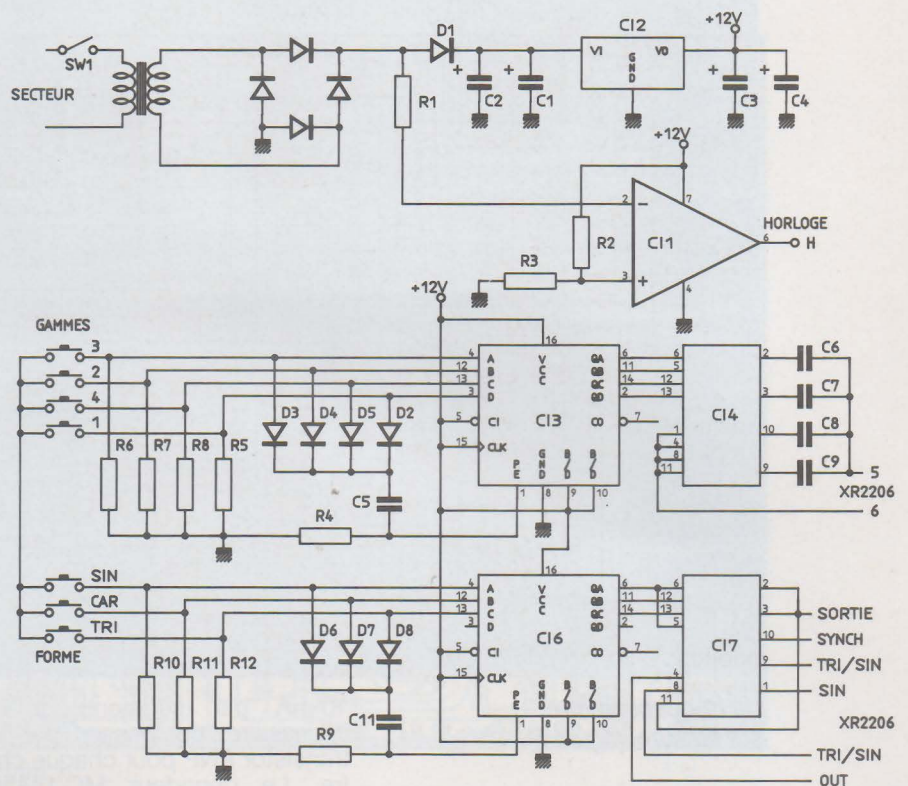 SW1
SECTEUR
D1
R1
C2
C1
CI2
VI
VO
GND
+12V
C3
C4
+12V
R2
R3
2
3
7
4
6
CI1
HORLOGE
H
+12V
GAMMES
3
2
4
1
R6
R7
R8
R5
D3
D4
D5
D2
C5
R4
4
12
13
3
5
15
A
B
C
D
CI
CLK
16
VCC
CI3
PE
GND
B/D
B/D
1
8
9
10
QA
QB
QC
QD
CO
6
11
14
2
7
6
5
12
13
1
4
8
11
CI4
2
3
10
9
C6
C7
C8
C9
5
XR2206
6
SIN
CAR
TRI
FORME
R10
R11
R12
D6
D7
D8
C11
R9
4
12
13
3
5
15
A
B
C
D
CI
CLK
16
VCC
CI6
PE
GND
B/D
B/D
1
8
9
10
QA
QB
QC
QD
CO
6
11
14
2
7
6
12
13
5
4
8
11
CI7
2
3
10
9
1
SORTIE
SYNCH
TRI/SIN
SIN
XR2206
TRI/SIN
OUT